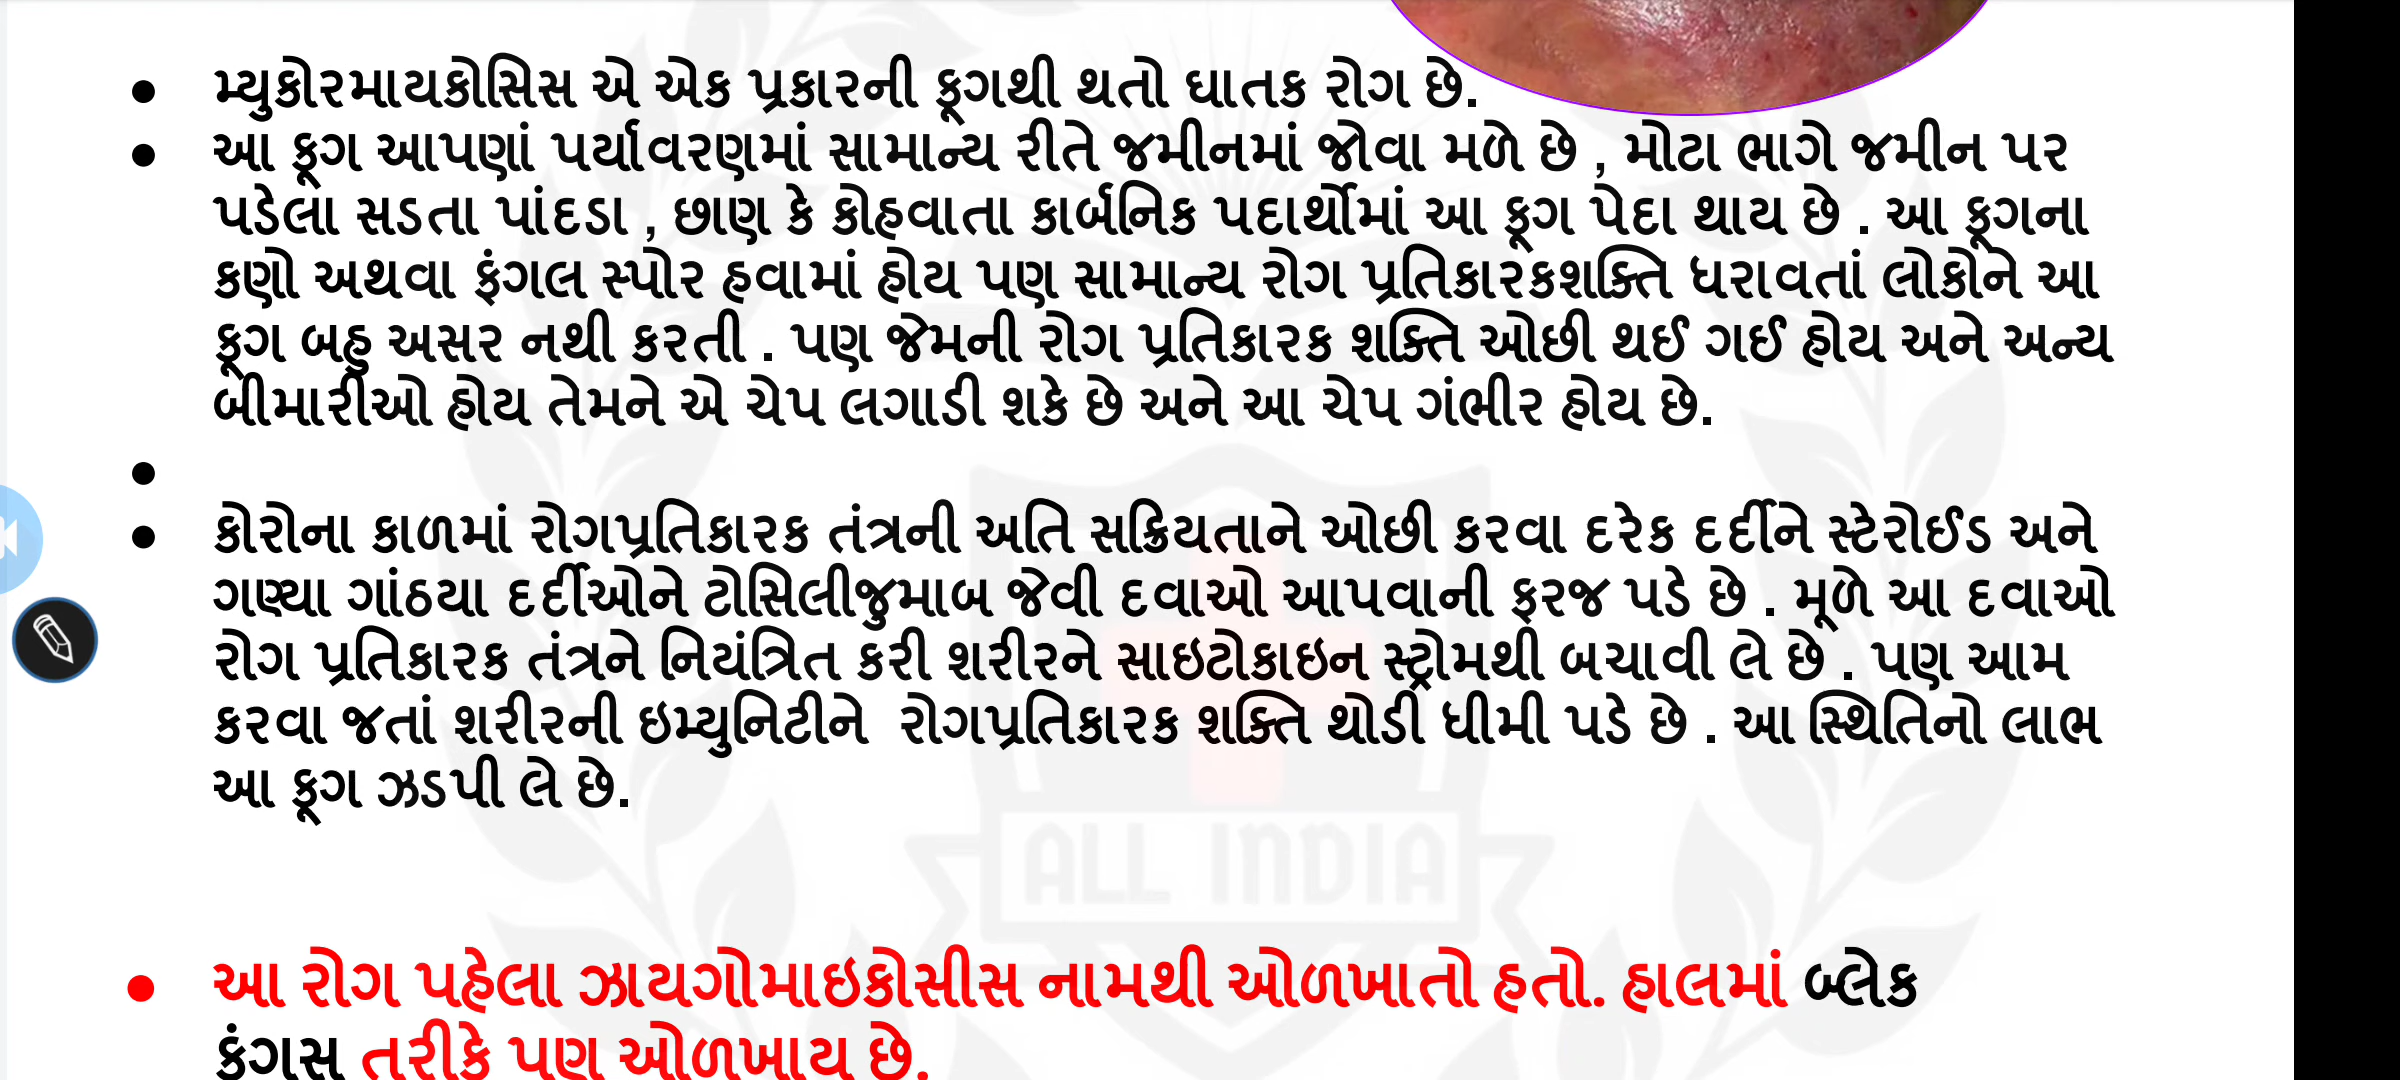 ● મ્યુકોરમાયકોસિસ એ એક પ્રકારની ફૂગથી થતો ઘાતક રોગ છે.
● આ ફૂગ આપણાં પર્યાવરણમાં સામાન્ય રીતે જમીનમાં જોવા મળે છે , મોટા ભાગે જમીન પર
પડેલા સડતા પાંદડા , છાણ કે કોહવાતા કાર્બનિક પદાર્થોમાં આ ફૂગ પેદા થાય છે . આ ફૂગના
કણો અથવા ફંગલ સ્પોર હવામાં હોય પણ સામાન્ય રોગ પ્રતિકારકશક્તિ ધરાવતાં લોકોને આ
ફૂગ બહુ અસર નથી કરતી . પણ જેમની રોગ પ્રતિકારક શક્તિ ઓછી થઈ ગઈ હોય અને અન્ય
બીમારીઓ હોય તેમને એ ચેપ લગાડી શકે છે અને આ ચેપ ગંભીર હોય છે.
●
● કોરોના કાળમાં રોગપ્રતિકારક તંત્રની અતિ સક્રિયતાને ઓછી કરવા દરેક દર્દીને સ્ટેરોઈડ અને
ગણ્યા ગાંઠયા દર્દીઓને ટોસિલીજુમાબ જેવી દવાઓ આપવાની ફરજ પડે છે . મૂળે આ દવાઓ
રોગ પ્રતિકારક તંત્રને નિયંત્રિત કરી શરીરને સાઇટોકાઇન સ્ટ્રોમથી બચાવી લે છે . પણ આમ
કરવા જતાં શરીરની ઇમ્યુનિટીને  રોગપ્રતિકારક શક્તિ થોડી ધીમી પડે છે . આ સ્થિતિનો લાભ
આ ફૂગ ઝડપી લે છે.
ALL INDIA
● આ રોગ પહેલા ઝાયગોમાઇકોસીસ નામથી ઓળખાતો હતો. હાલમાં બ્લેક
ફંગસ તરીકે પણ ઓળખાય છે.